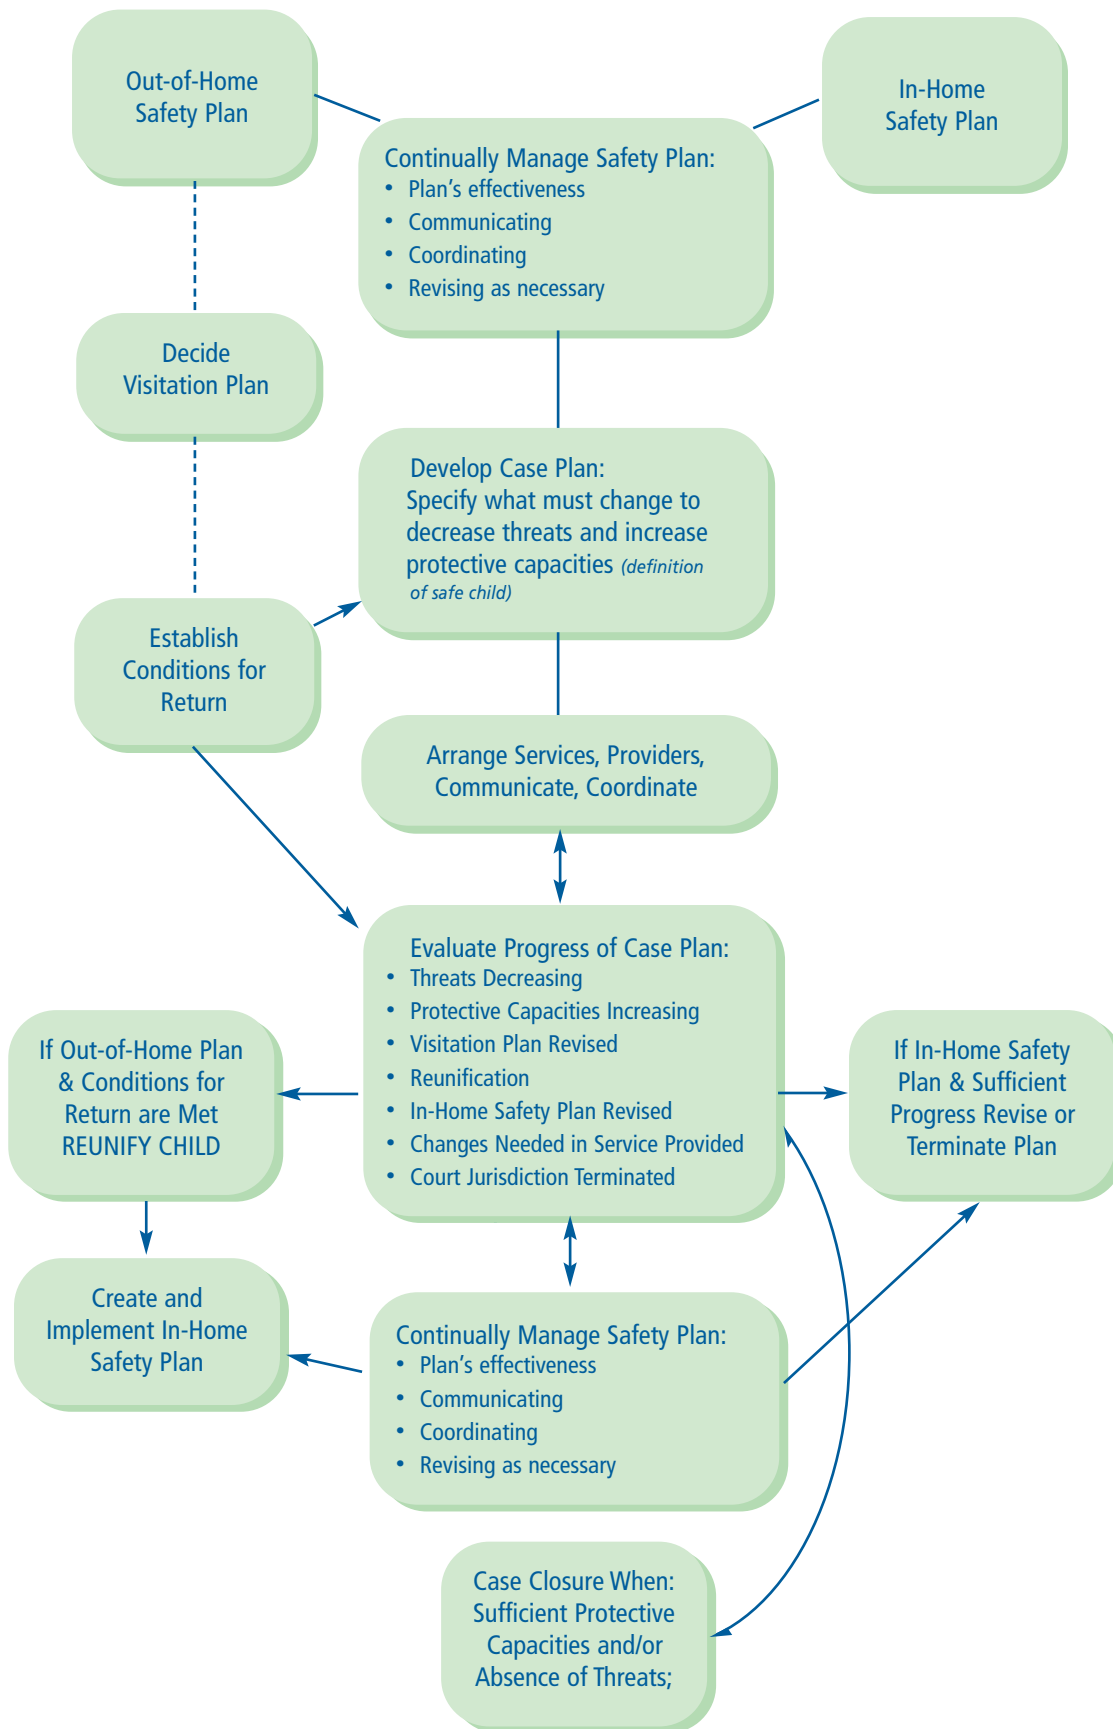 Out-of-Home
Safety Plan
In-Home
Safety Plan
Continually Manage Safety Plan:
• Plan's effectiveness
• Communicating
• Coordinating
• Revising as necessary
Decide
Visitation Plan
Develop Case Plan:
Specify what must change to
decrease threats and increase
protective capacities (definition
of safe child)
Establish
Conditions for
Return
Arrange Services, Providers,
Communicate, Coordinate
Evaluate Progress of Case Plan:
• Threats Decreasing
• Protective Capacities Increasing
• Visitation Plan Revised
• Reunification
• In-Home Safety Plan Revised
• Changes Needed in Service Provided
• Court Jurisdiction Terminated
If Out-of-Home Plan
& Conditions for
Return are Met
REUNIFY CHILD
If In-Home Safety
Plan & Sufficient
Progress Revise or
Terminate Plan
Create and
Implement In-Home
Safety Plan
Continually Manage Safety Plan:
• Plan's effectiveness
• Communicating
• Coordinating
• Revising as necessary
Case Closure When:
Sufficient Protective
Capacities and/or
Absence of Threats;